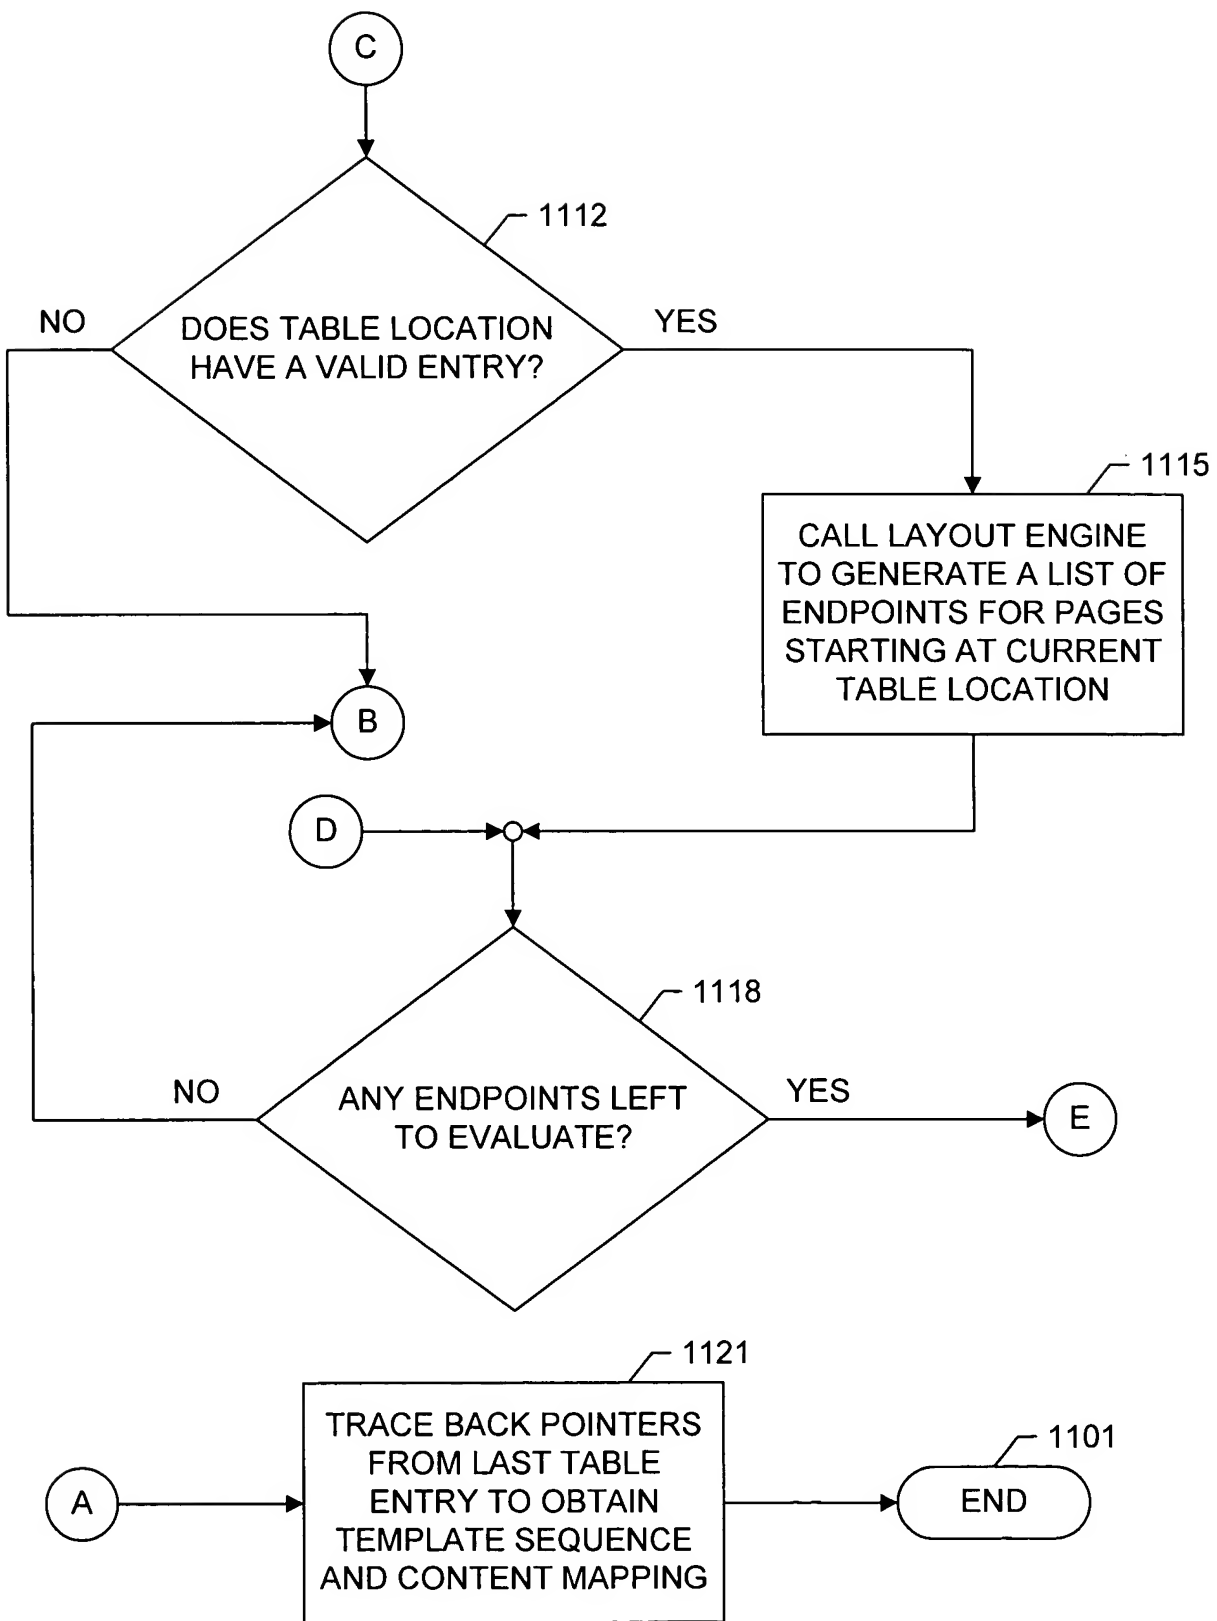 C
1112
NO
YES
DOES TABLE LOCATION
HAVE A VALID ENTRY?
1115
CALL LAYOUT ENGINE
TO GENERATE A LIST OF
ENDPOINTS FOR PAGES
STARTING AT CURRENT
TABLE LOCATION
B
D
1118
NO
YES
ANY ENDPOINTS LEFT
TO EVALUATE?
E
1121
TRACE BACK POINTERS
FROM LAST TABLE
ENTRY TO OBTAIN
TEMPLATE SEQUENCE
AND CONTENT MAPPING
A
1101
END